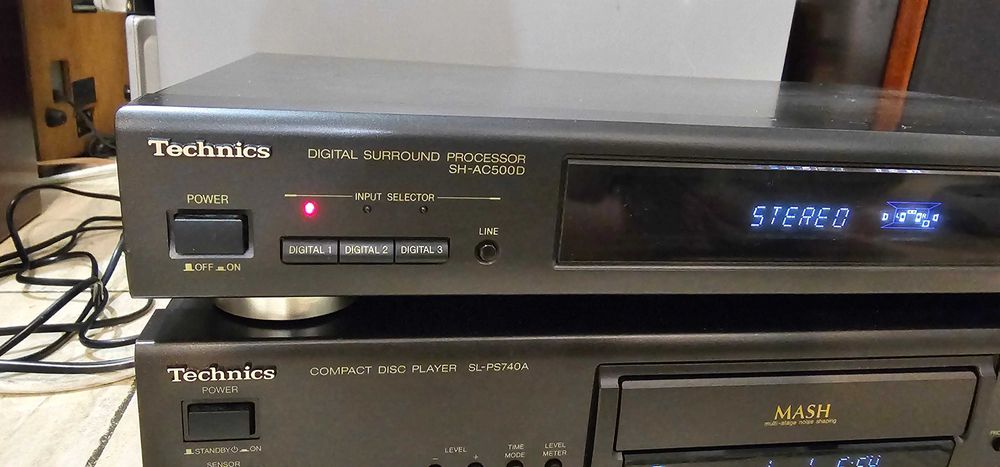 Technics
DIGITAL SURROUND PROCESSOR
SH-AC500D
POWER
INPUT SELECTOR
LINE
DIGITAL 1 DIGITAL 2 DIGITAL 3
OFF ON
STEREO
Technics
COMPACT DISC PLAYER SL-PS740A
POWER
STANDBY ON
SENSOR
LEVEL
- +
TIME
MODE
LEVEL
METER
MASH
multi-stage noise shaping